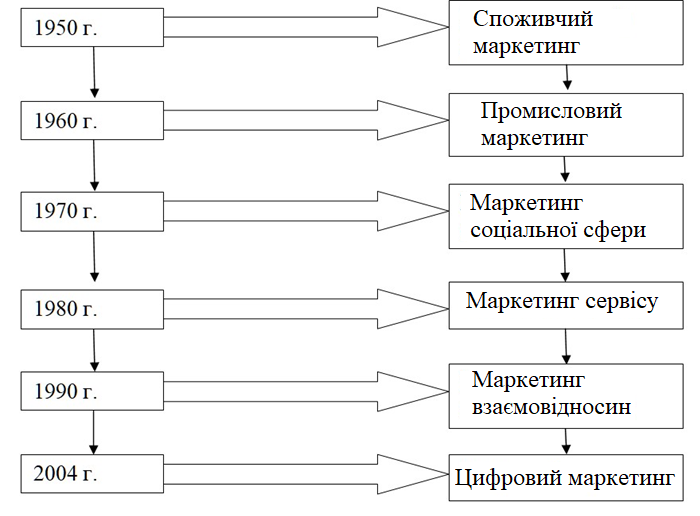 1950 г.
Споживчий
маркетинг
1960 г.
Промисловий
маркетинг
1970 г.
Маркетинг
соціальної сфери
1980 г.
Маркетинг сервісу
1990 г.
Маркетинг
взаємовідносин
2004 г.
Цифровий маркетинг